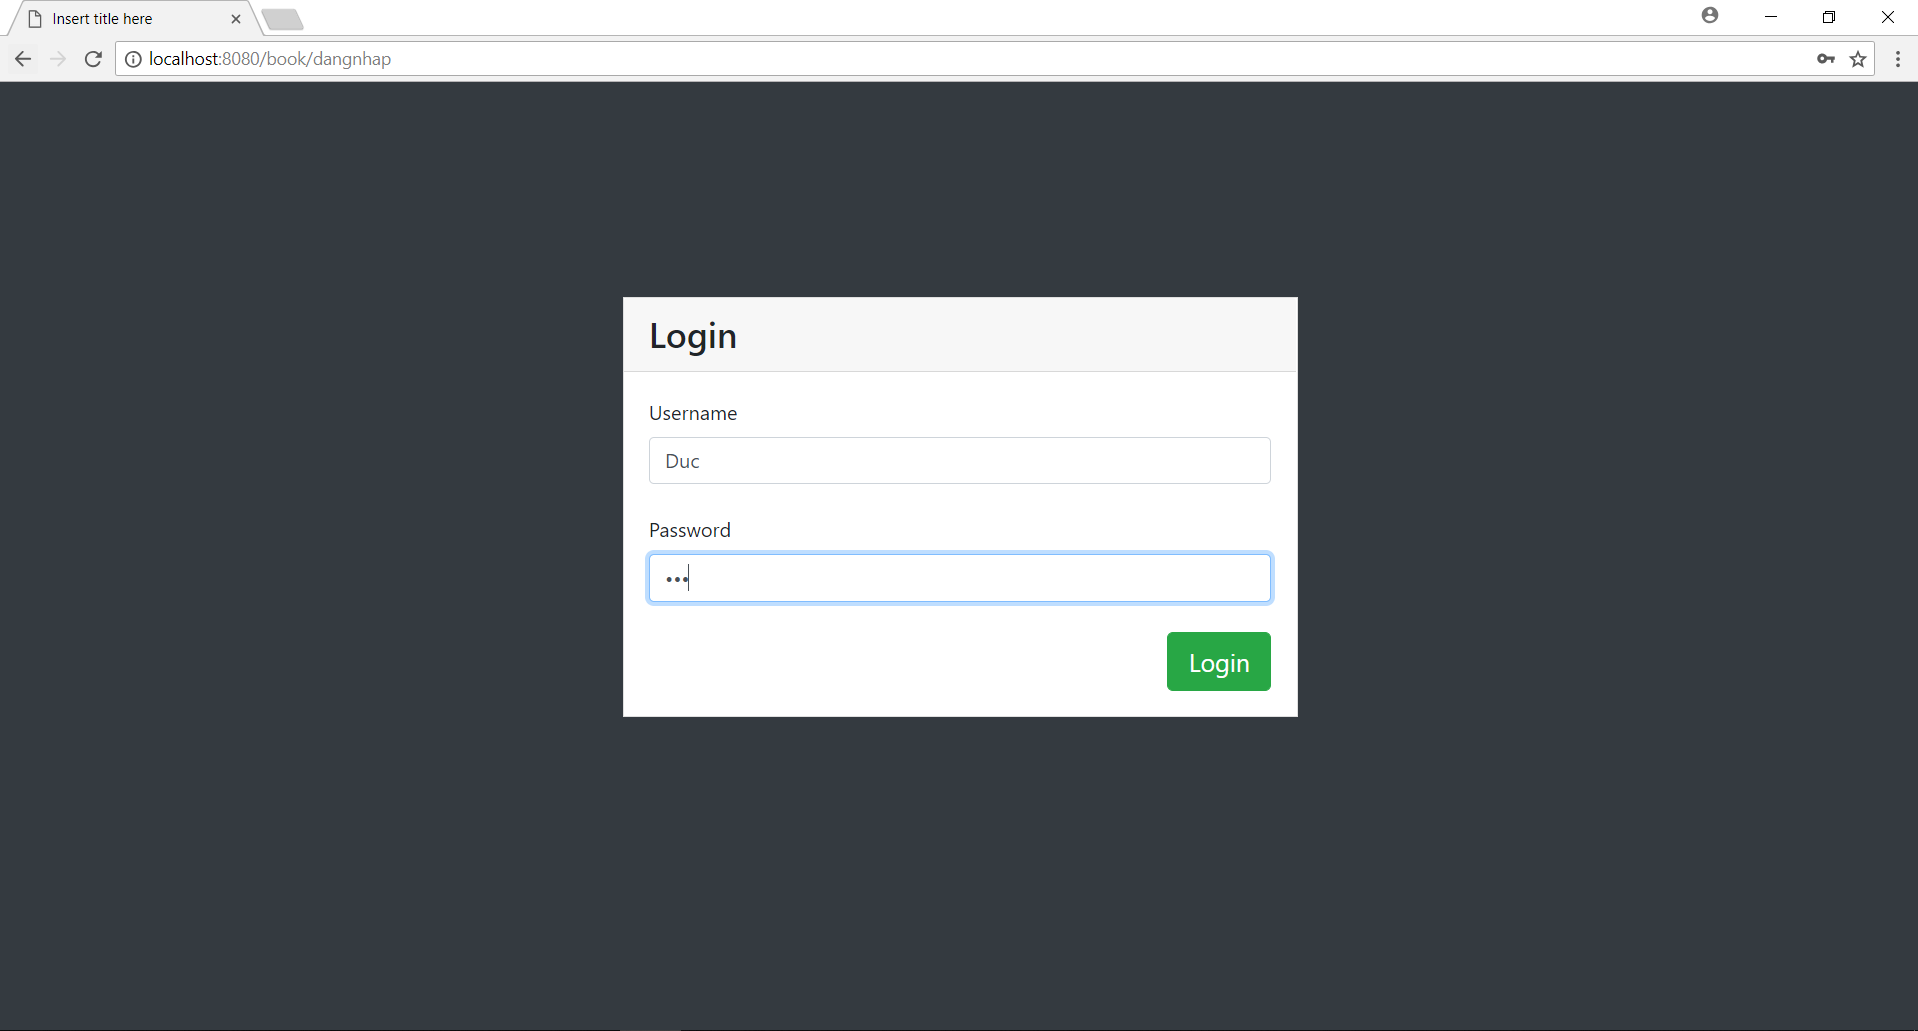 Insert title here
localhost:8080/book/dangnhap
Login
Username
Duc
Password
•••
Login